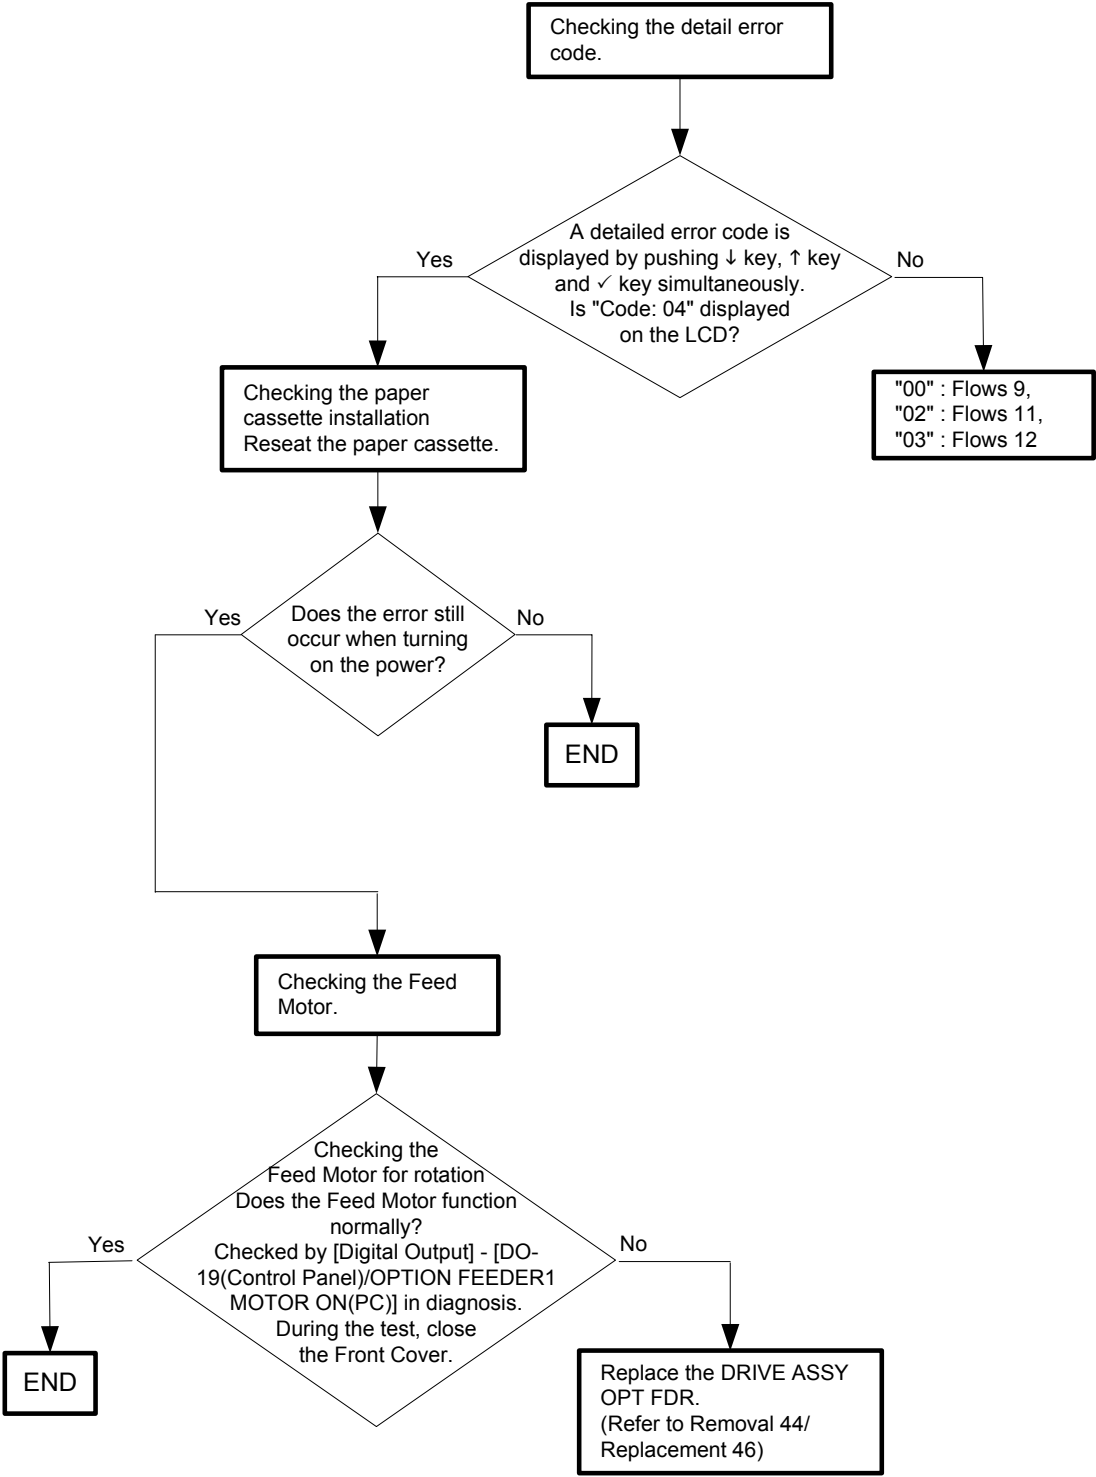 Checking the detail error
code.
A detailed error code is
displayed by pushing ↓ key, ↑ key
and ✓ key simultaneously.
Is "Code: 04" displayed
on the LCD?
Yes
No
Checking the paper
cassette installation
Reseat the paper cassette.
"00" : Flows 9,
"02" : Flows 11,
"03" : Flows 12
Does the error still
occur when turning
on the power?
Yes
No
END
Checking the Feed
Motor.
Checking the
Feed Motor for rotation
Does the Feed Motor function
normally?
Checked by [Digital Output] - [DO-
19(Control Panel)/OPTION FEEDER1
MOTOR ON(PC)] in diagnosis.
During the test, close
the Front Cover.
Yes
No
END
Replace the DRIVE ASSY
OPT FDR.
(Refer to Removal 44/
Replacement 46)